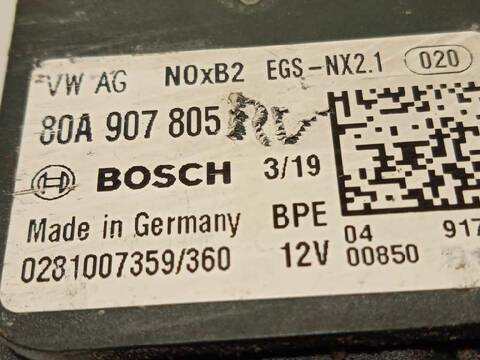 VW AG NOxB2 EGS-NX2.1 020
80A 907 805
BOSCH 3/19
Made in Germany BPE
0281007359/360 12V
04 917
00850